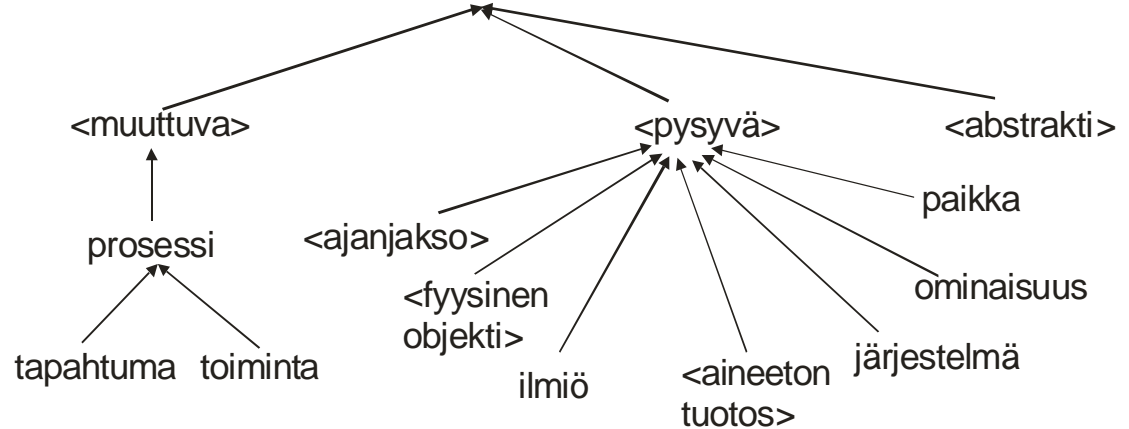 <muuttuva>
<pysyvä>
<abstrakti>
paikka
prosessi
<ajanjakso>
<fyysinen
objekti>
ominaisuus
tapahtuma
toiminta
ilmiö
<aineeton
tuotos>
järjestelmä